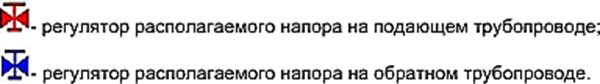 - регулятор располагаемого напора на подающем трубопроводе;
- регулятор располагаемого напора на обратном трубопроводе.